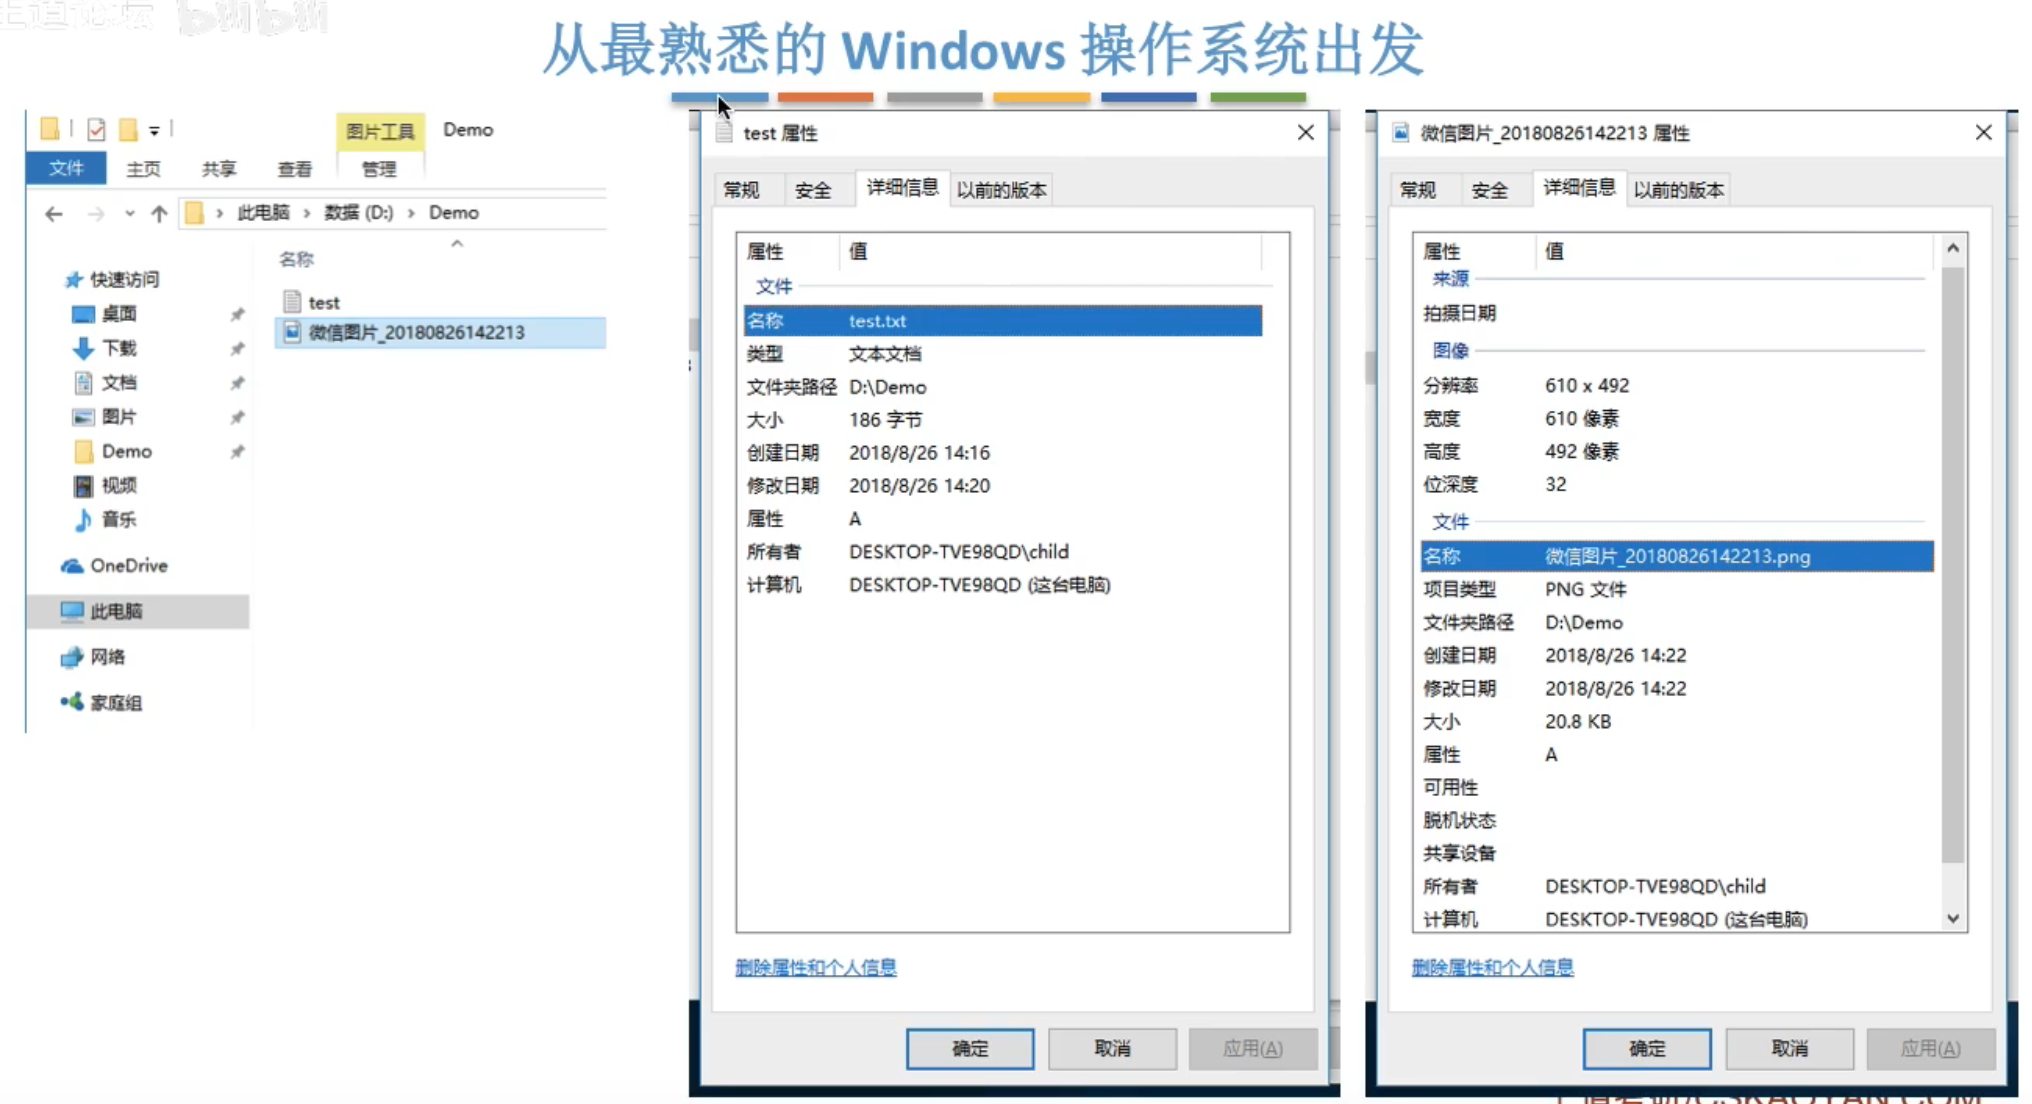 王道论坛 bilibili
从最熟悉的 Windows 操作系统出发
图片工具 Demo
文件 主页 共享 查看 管理
此电脑 › 数据 (D:) › Demo
名称
快速访问
桌面
下载
文档
图片
Demo
视频
音乐
OneDrive
此电脑
网络
家庭组
test
微信图片_20180826142213
test 属性
常规 安全 详细信息 以前的版本
属性 值
文件
名称 test.txt
类型 文本文档
文件夹路径 D:\Demo
大小 186 字节
创建日期 2018/8/26 14:16
修改日期 2018/8/26 14:20
属性 A
所有者 DESKTOP-TVE98QD\child
计算机 DESKTOP-TVE98QD (这台电脑)
删除属性和个人信息
确定 取消 应用(A)
微信图片_20180826142213 属性
常规 安全 详细信息 以前的版本
属性 值
来源
拍摄日期
图像
分辨率 610 x 492
宽度 610 像素
高度 492 像素
位深度 32
文件
名称 微信图片_20180826142213.png
项目类型 PNG 文件
文件夹路径 D:\Demo
创建日期 2018/8/26 14:22
修改日期 2018/8/26 14:22
大小 20.8 KB
属性 A
可用性
脱机状态
共享设备
所有者 DESKTOP-TVE98QD\child
计算机 DESKTOP-TVE98QD (这台电脑)
删除属性和个人信息
确定 取消 应用(A)